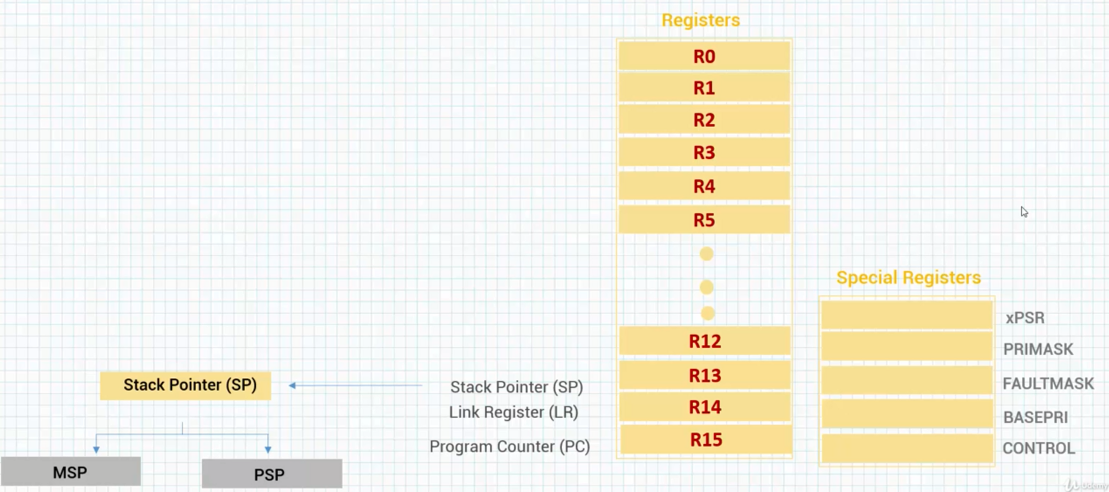 Registers
R0
R1
R2
R3
R4
R5
R12
R13
R14
R15
Stack Pointer (SP)
Link Register (LR)
Program Counter (PC)
Stack Pointer (SP)
MSP
PSP
Special Registers
xPSR
PRIMASK
FAULTMASK
BASEPRI
CONTROL
Udemy